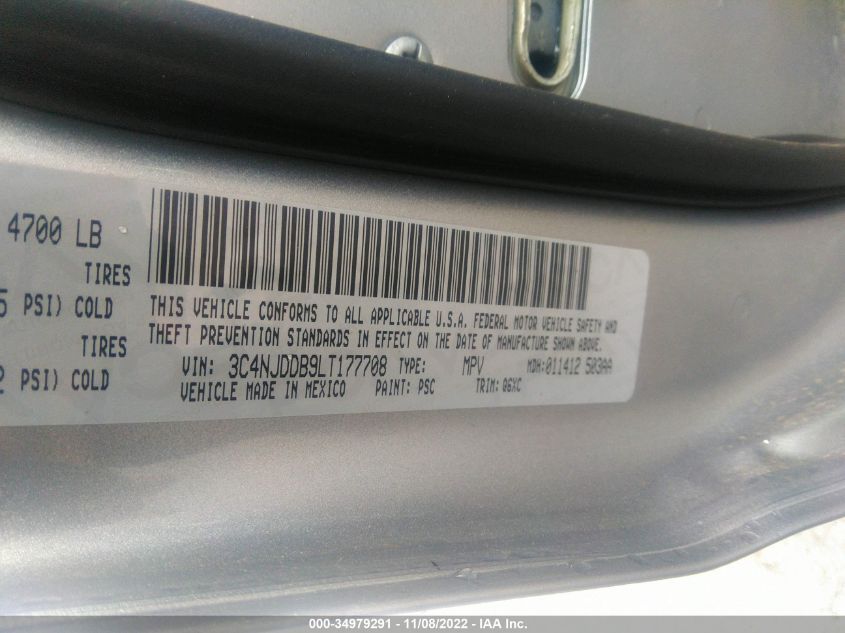 4700 LB
TIRES
5 PSI) COLD
TIRES
2 PSI) COLD
THIS VEHICLE CONFORMS TO ALL APPLICABLE U.S.A. FEDERAL MOTOR VEHICLE SAFETY AND
THEFT PREVENTION STANDARDS IN EFFECT ON THE DATE OF MANUFACTURE SHOWN ABOVE.
VIN: 3C4NJDDB9LT177708 TYPE: MPV MDH:011412 503AA
VEHICLE MADE IN MEXICO PAINT: PSC TRIM: Q6XC
000-34979291 - 11/08/2022 - IAA Inc.